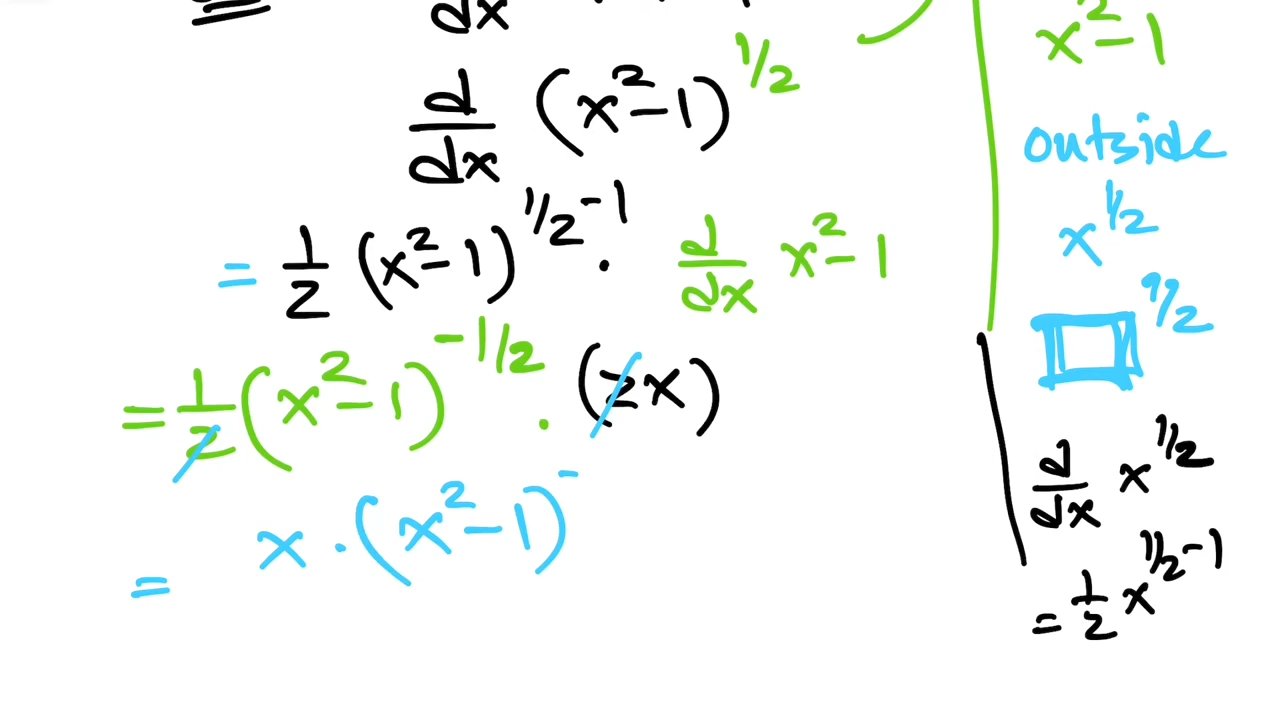 dx
d/dx (x²-1)^1/2
= 1/2 (x²-1)^1/2-1 · d/dx x²-1
= 1/2 (x²-1)^-1/2 · (2x)
= x · (x²-1)^-
x²-1
outside
x^1/2
□^1/2
d/dx x^1/2
= 1/2 x^1/2-1